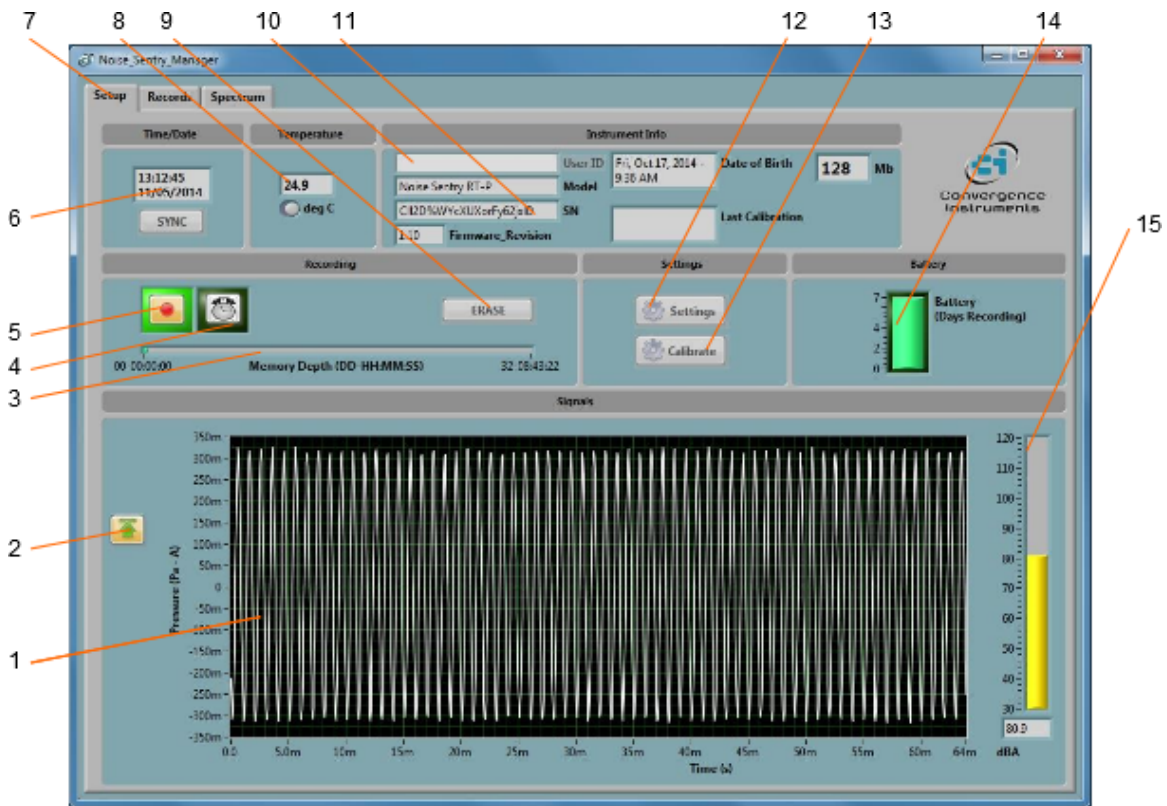 7 8 9 10 11 12 13 14
Noise_Sentry_Manager
Setup Records Spectrum
Time/Date Temperature Instrument Info
13:12:45
11/05/2014
SYNC
24.9
deg C
User ID
Noise Sentry RT-P Model
SN
1.10 Firmware_Revision
Fri, Oct 17, 2014 -
9:36 AM
Date of Birth
Last Calibration
128 Mb
Convergence
Instruments
6
15
Recording Settings Battery
ERASE
Settings
Calibrate
7
4
2
0
Battery
(Days Recording)
5
4
3
00-00:00:00 Memory Depth (DD-HH:MM:SS) 32-08:43:22
Signals
350m
300m
250m
200m
150m
100m
50m
0
-50m
-100m
-150m
-200m
-250m
-300m
-350m
Pressure (Pa - A)
2
1
0.0 5.0m 10m 15m 20m 25m 30m 35m 40m 45m 50m 55m 60m 64m
Time (s)
120
110
100
90
80
70
60
50
40
30
80.9
dBA